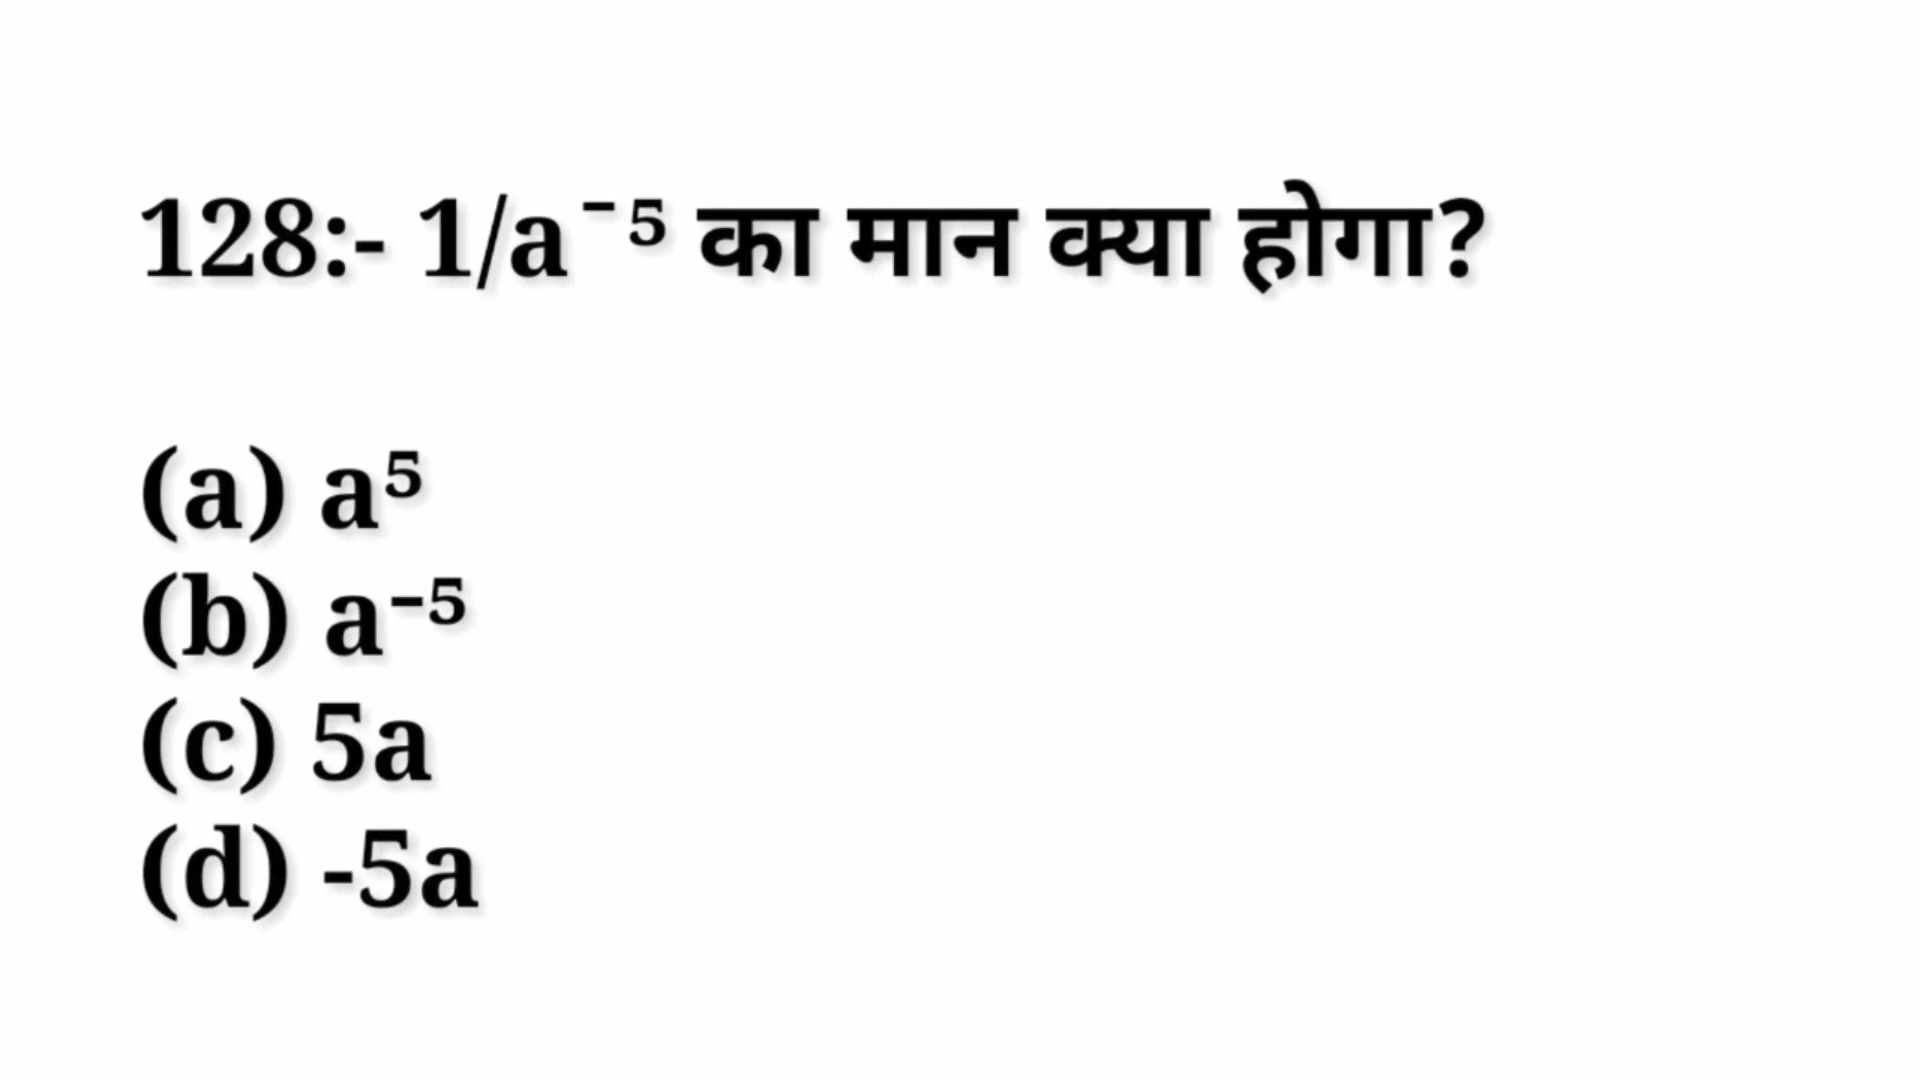 128:- 1/a⁻⁵ का मान क्या होगा?
(a) a⁵
(b) a⁻⁵
(c) 5a
(d) -5a